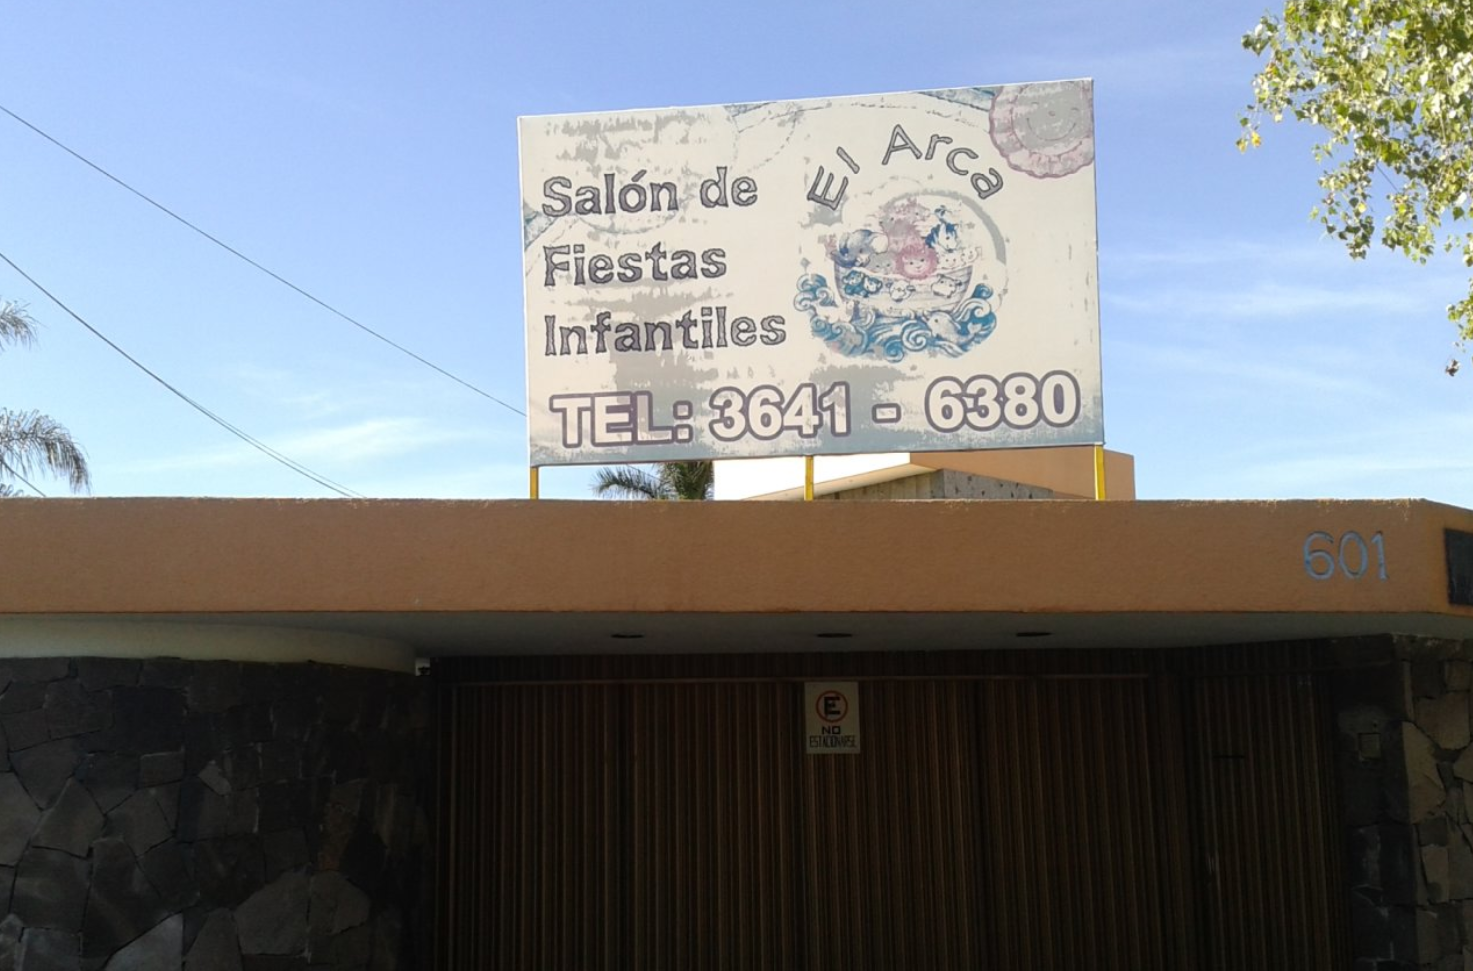 Salón de
Fiestas
Infantiles
El Arca
TEL: 3641 - 6380
601
E
NO
ESTACIONARSE